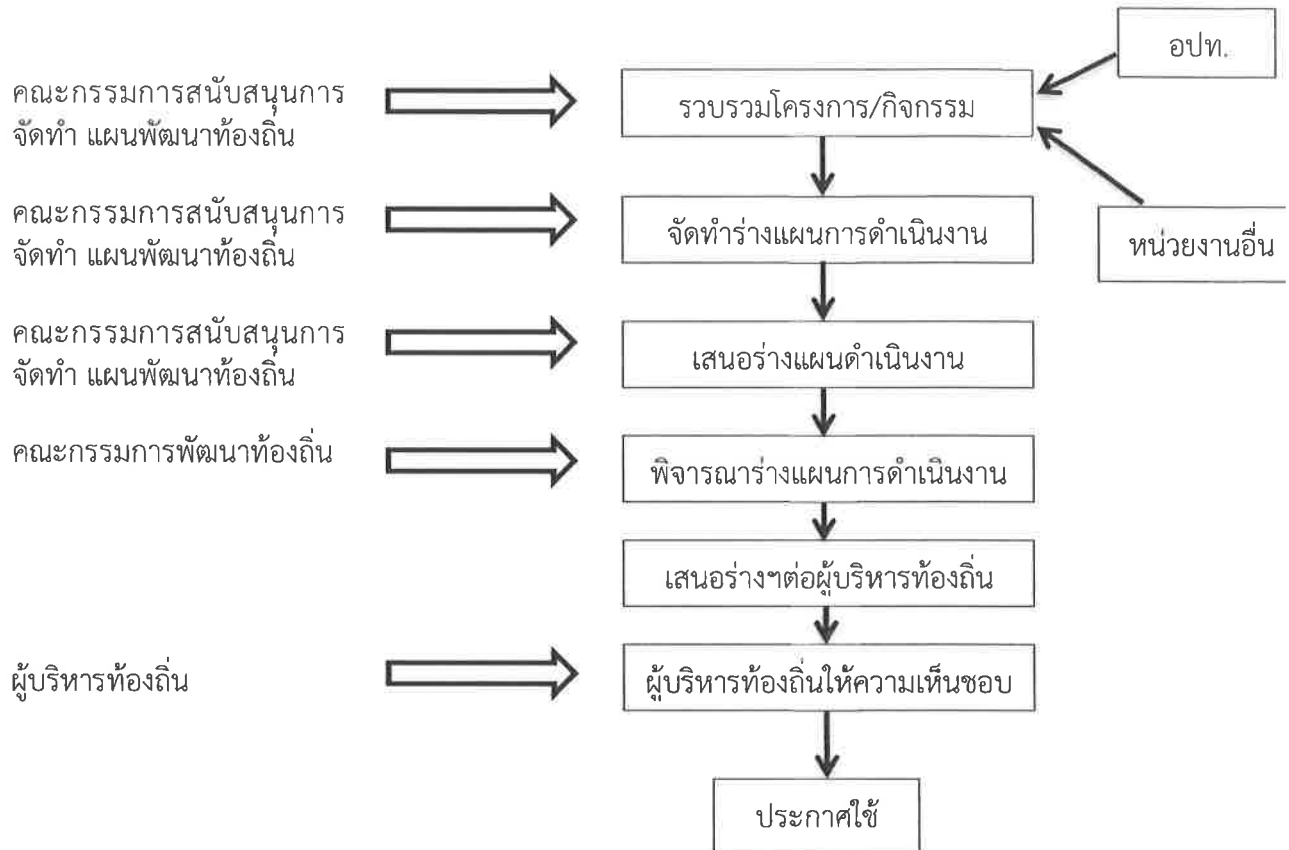 อปท.
คณะกรรมการสนับสนุนการ
จัดทำ แผนพัฒนาท้องถิ่น
รวบรวมโครงการ/กิจกรรม
คณะกรรมการสนับสนุนการ
จัดทำ แผนพัฒนาท้องถิ่น
จัดทำร่างแผนการดำเนินงาน
หน่วยงานอื่น
คณะกรรมการสนับสนุนการ
จัดทำ แผนพัฒนาท้องถิ่น
เสนอร่างแผนดำเนินงาน
คณะกรรมการพัฒนาท้องถิ่น
พิจารณาร่างแผนการดำเนินงาน
เสนอร่างฯต่อผู้บริหารท้องถิ่น
ผู้บริหารท้องถิ่น
ผู้บริหารท้องถิ่นให้ความเห็นชอบ
ประกาศใช้